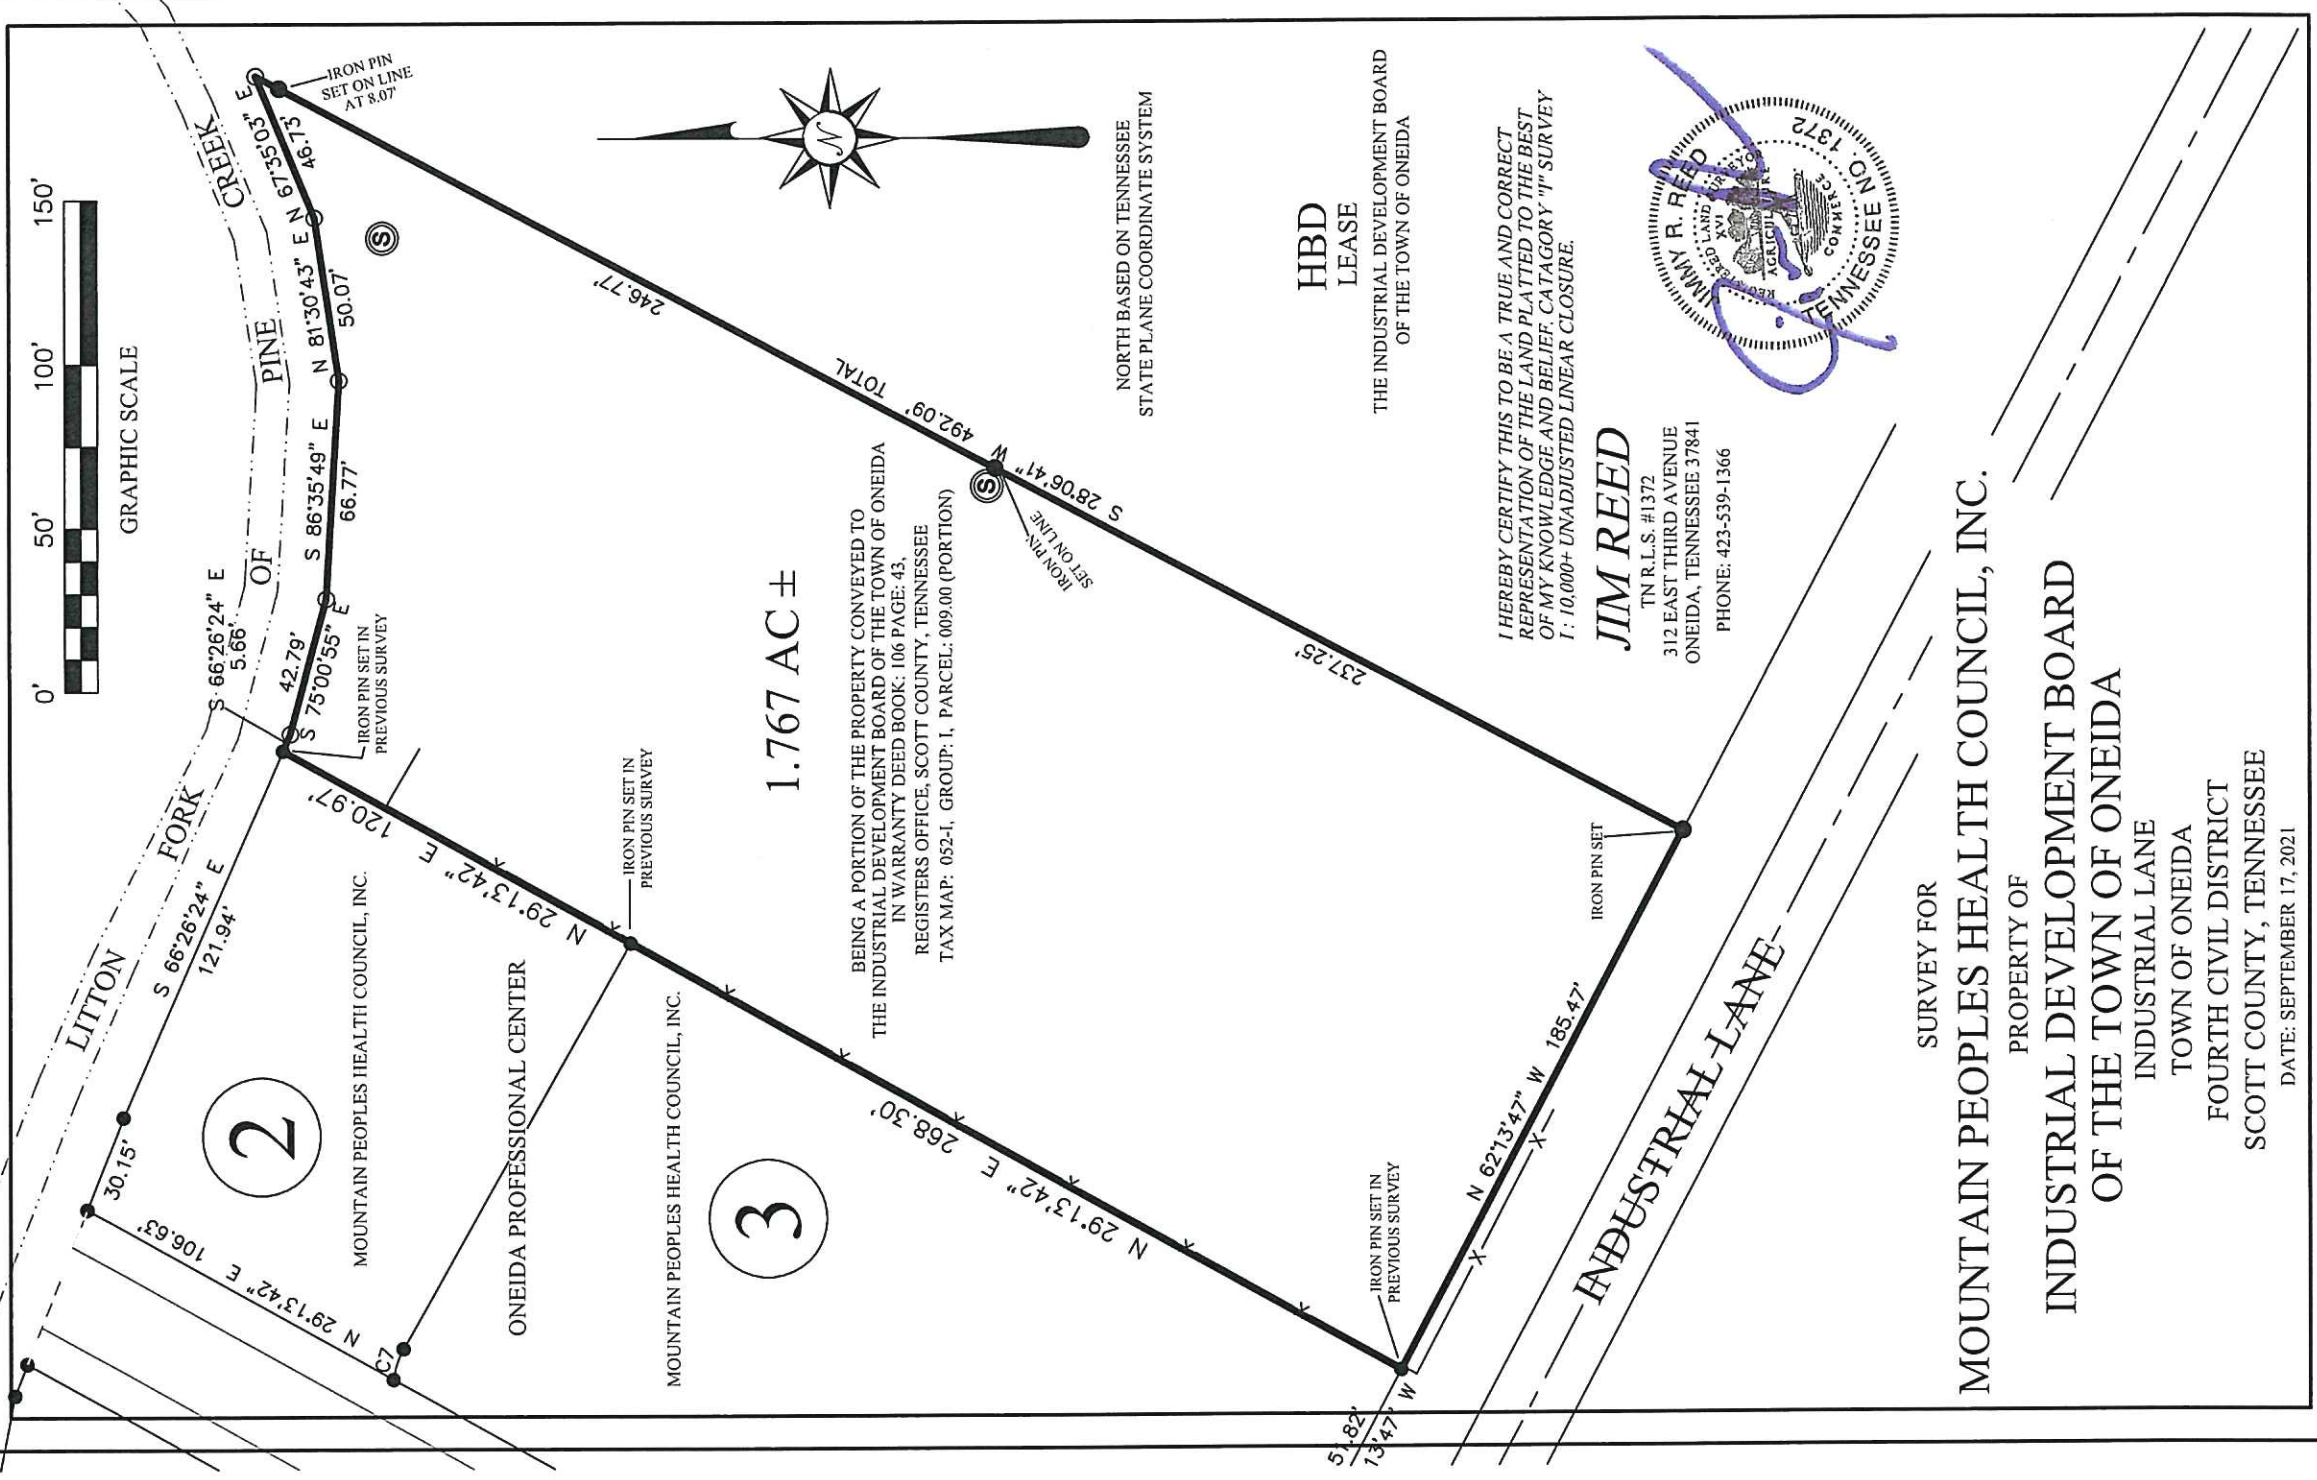 0' 50' 100' 150'
GRAPHIC SCALE
LITTON FORK OF PINE CREEK
S 66°26'24" E
5.66'
42.79'
S 75°00'55" E
S 86°35'49" E
66.77'
N 81°30'43" E
50.07'
N 67°35'03" E
46.73'
IRON PIN
SET ON LINE
AT 8.07'
S
IRON PIN SET IN
PREVIOUS SURVEY
S 66°26'24" E
121.94'
30.15'
N 29°13'42" E 106.63'
C7
2
MOUNTAIN PEOPLES HEALTH COUNCIL, INC.
ONEIDA PROFESSIONAL CENTER
MOUNTAIN PEOPLES HEALTH COUNCIL, INC.
3
N 29°13'42" E 120.97'
IRON PIN SET IN
PREVIOUS SURVEY
N 29°13'42" E 268.30'
1.767 AC ±
BEING A PORTION OF THE PROPERTY CONVEYED TO
THE INDUSTRIAL DEVELOPMENT BOARD OF THE TOWN OF ONEIDA
IN WARRANTY DEED BOOK: 106 PAGE: 43,
REGISTERS OFFICE, SCOTT COUNTY, TENNESSEE
TAX MAP: 052-I, GROUP: I, PARCEL: 009.00 (PORTION)
246.77'
S 28°06'41" W 492.09' TOTAL
S
IRON PIN
SET ON LINE
237.25'
N
NORTH BASED ON TENNESSEE
STATE PLANE COORDINATE SYSTEM
HBD
LEASE
THE INDUSTRIAL DEVELOPMENT BOARD
OF THE TOWN OF ONEIDA
IRON PIN SET IN
PREVIOUS SURVEY
N 62°13'47" W 185.47'
IRON PIN SET
51.82'
13'47" W
X X
INDUSTRIAL LANE
I HEREBY CERTIFY THIS TO BE A TRUE AND CORRECT
REPRESENTATION OF THE LAND PLATTED TO THE BEST
OF MY KNOWLEDGE AND BELIEF. CATAGORY "I" SURVEY
1 : 10,000+ UNADJUSTED LINEAR CLOSURE.
JIM REED
TN R.L.S. #1372
312 EAST THIRD AVENUE
ONEIDA, TENNESSEE 37841
PHONE: 423-539-1366
JIMMY R. REED
XVI
COMMERCE
TENNESSEE NO. 1372
SURVEY FOR
MOUNTAIN PEOPLES HEALTH COUNCIL, INC.
PROPERTY OF
INDUSTRIAL DEVELOPMENT BOARD
OF THE TOWN OF ONEIDA
INDUSTRIAL LANE
TOWN OF ONEIDA
FOURTH CIVIL DISTRICT
SCOTT COUNTY, TENNESSEE
DATE: SEPTEMBER 17, 2021